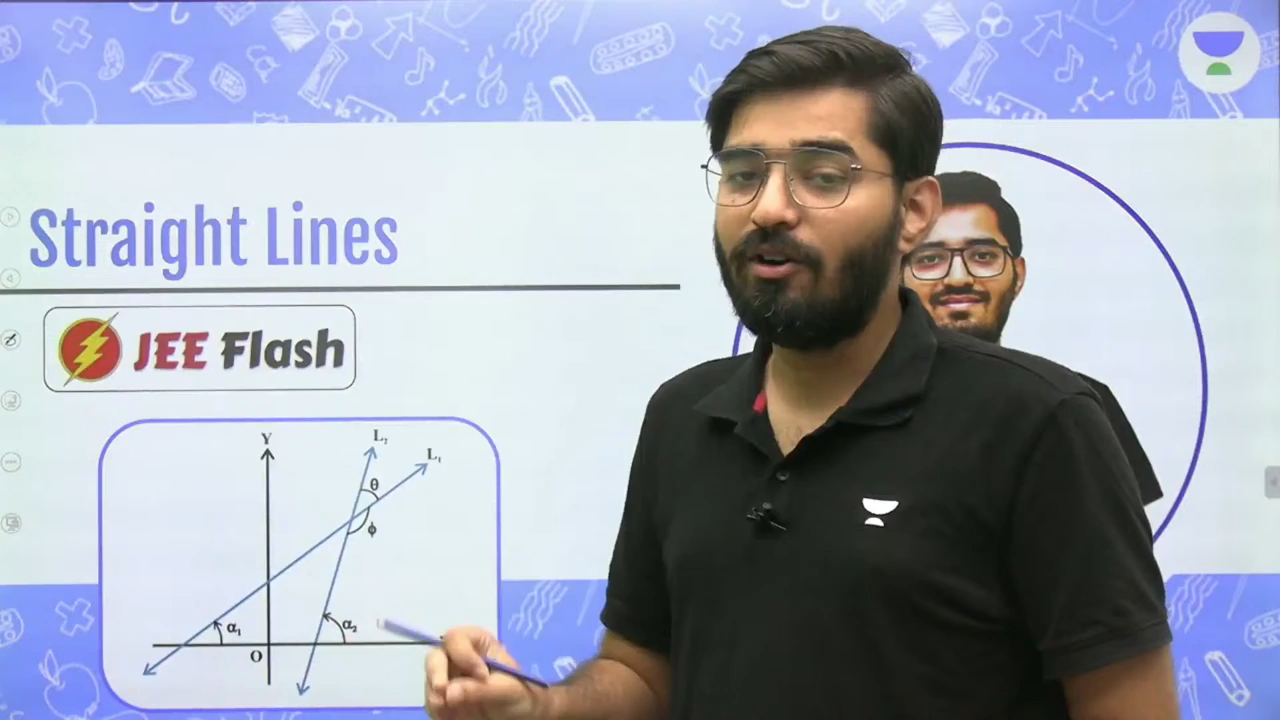 Straight Lines
JEE Flash
Y
L₂
L₁
θ
ϕ
α₁
α₂
O